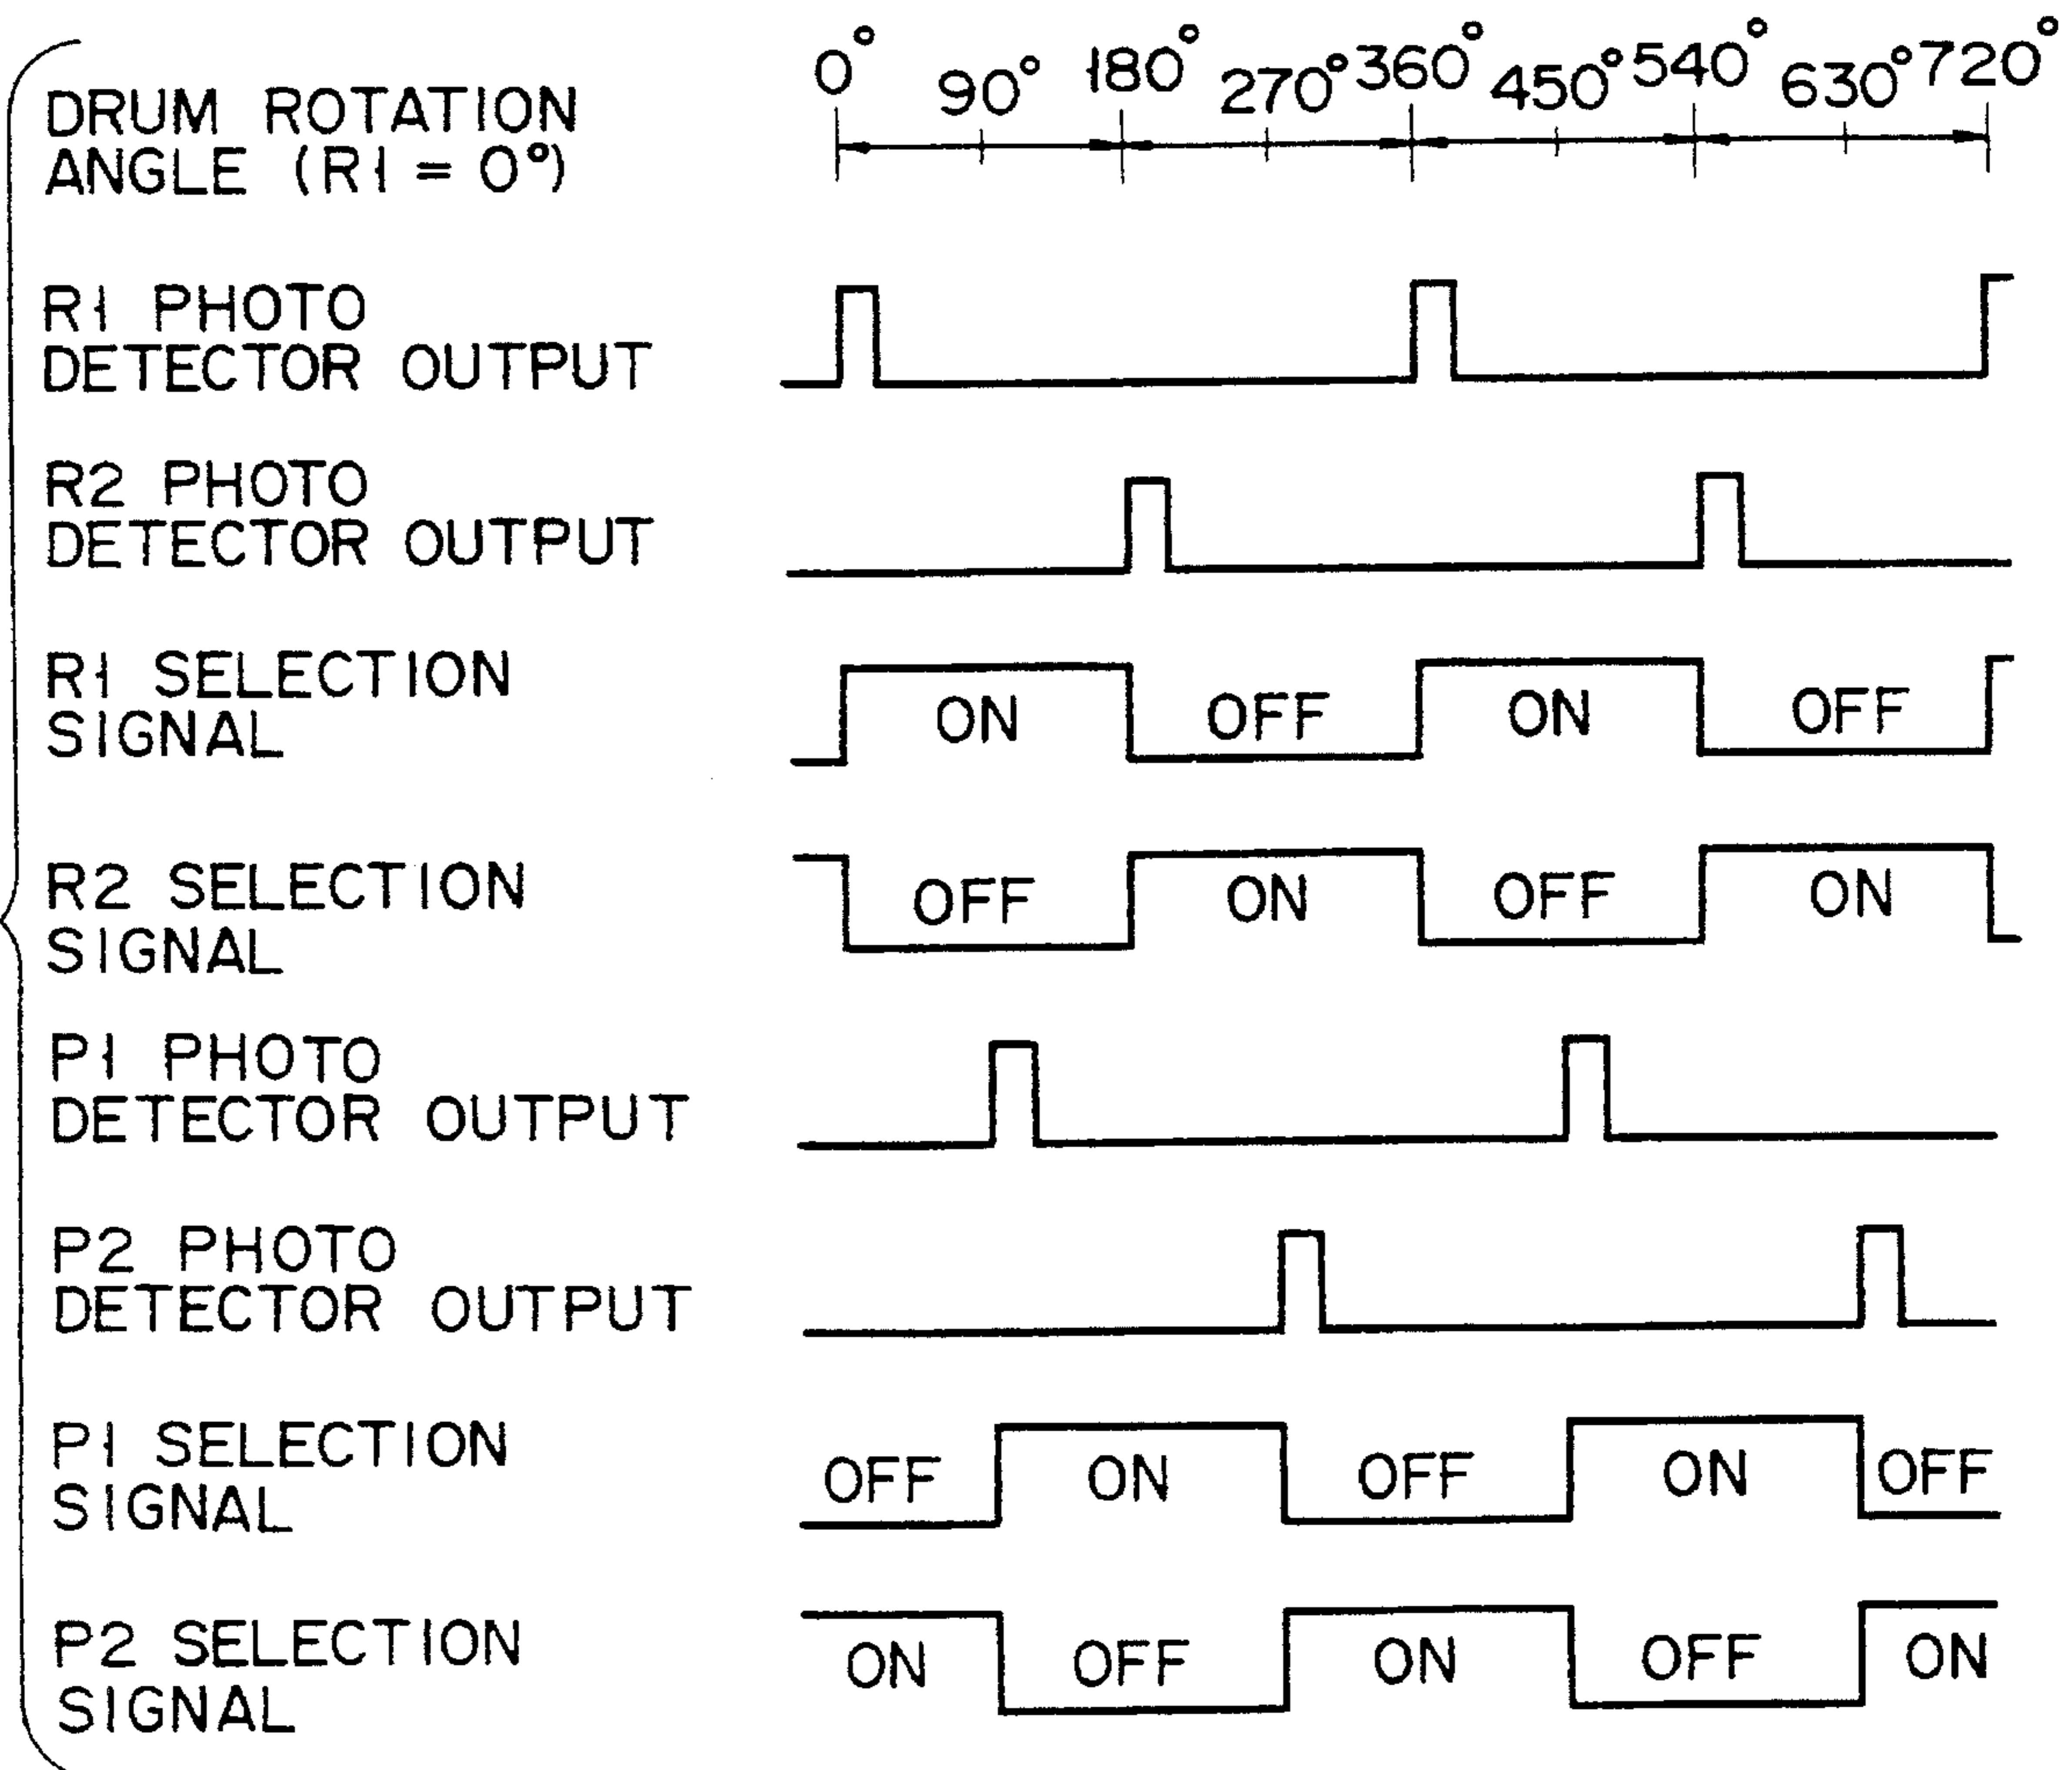 0° 90° 180° 270° 360° 450° 540° 630° 720°
DRUM ROTATION
ANGLE (R1 = 0°)
R1 PHOTO
DETECTOR OUTPUT
R2 PHOTO
DETECTOR OUTPUT
R1 SELECTION
SIGNAL
ON OFF ON OFF
R2 SELECTION
SIGNAL
OFF ON OFF ON
P1 PHOTO
DETECTOR OUTPUT
P2 PHOTO
DETECTOR OUTPUT
P1 SELECTION
SIGNAL
OFF ON OFF ON OFF
P2 SELECTION
SIGNAL
ON OFF ON OFF ON